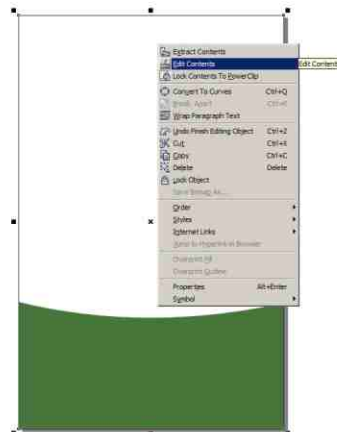 Extract Contents
Edit Contents
Edit Content
Lock Contents To PowerClip
Convert To Curves Ctrl+Q
Break Apart Ctrl+K
Wrap Paragraph Text
Undo Finish Editing Object Ctrl+Z
Cut Ctrl+X
Copy Ctrl+C
Delete Delete
Lock Object
Save Bitmap As...
Order
Styles
Internet Links
Jump to Hyperlink in Browser
Overprint Fill
Overprint Outline
Properties Alt+Enter
Symbol